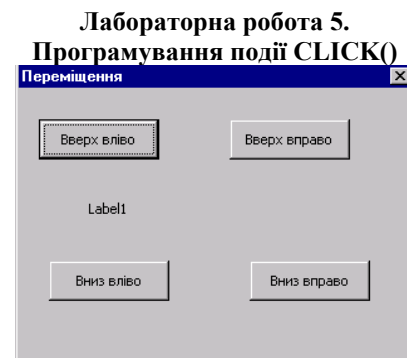 Лабораторна робота 5.
Програмування події CLICK()
Переміщення
Вверх вліво
Вверх вправо
Label1
Вниз вліво
Вниз вправо